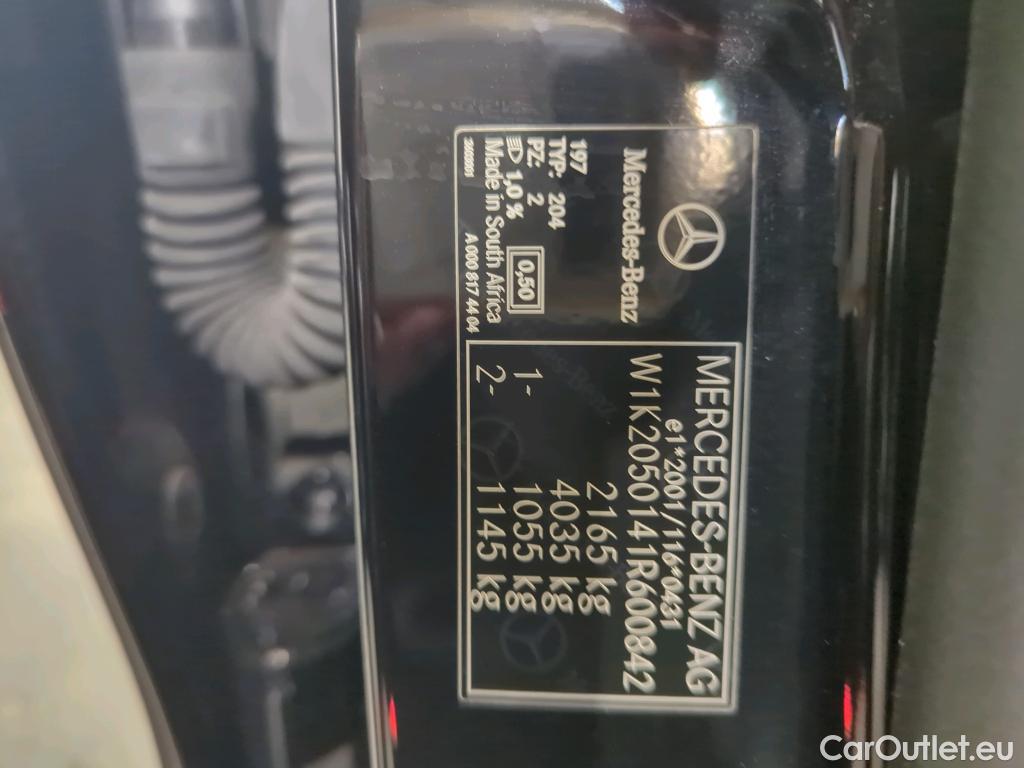 Mercedes-Benz
197
TYP: 204
PZ: 2
1,0 %
0,50
Made in South Africa
2600801
A 000 817 44 04
MERCEDES-BENZ AG
e1*2001/116*0431
W1K2050141R600842
2165 kg
4035 kg
1- 1055 kg
2- 1145 kg
CarOutlet.eu